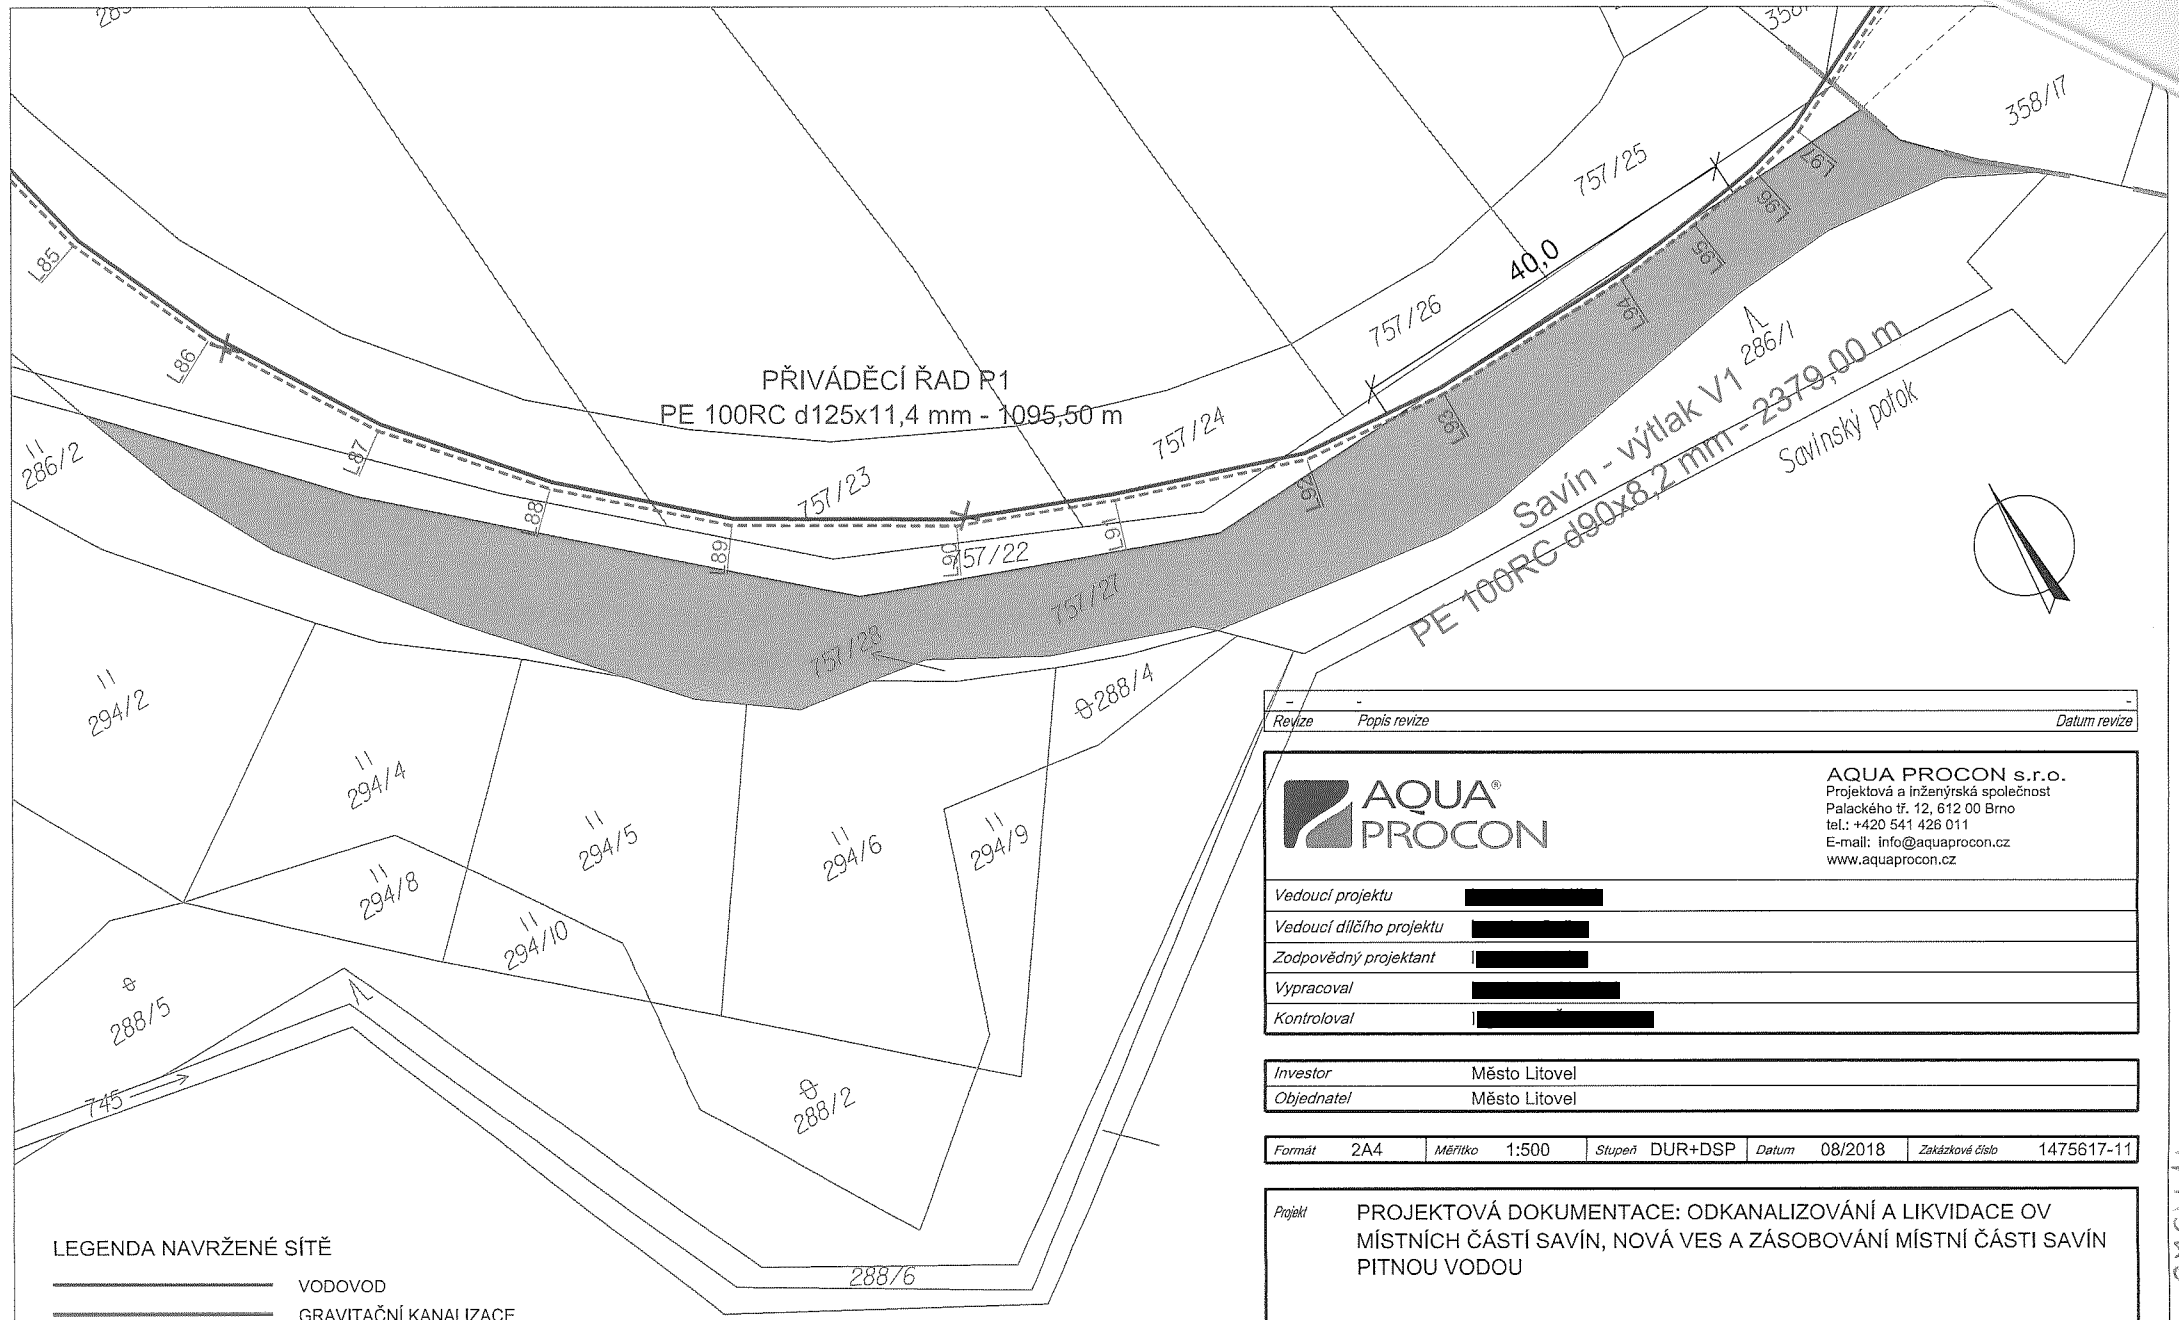 358/17
757/25
40,0
L97
L96
L95
L94
L93
L92
L91
L90
L89
L88
L87
L86
L85
757/26
286/1
PŘIVÁDĚCÍ ŘAD P1
PE 100RC d125x11,4 mm - 1095,50 m
757/24
757/23
757/22
757/27
757/28
286/2
Savín - výtlak V1
PE 100RC d90x8,2 mm - 2379,00 m
Savínský potok
294/2
294/4
294/5
294/6
294/9
288/4
294/8
294/10
288/5
745
288/2
288/6
- - -
Revize Popis revize Datum revize
AQUA®
PROCON
AQUA PROCON s.r.o.
Projektová a inženýrská společnost
Palackého tř. 12, 612 00 Brno
tel.: +420 541 426 011
E-mail: info@aquaprocon.cz
www.aquaprocon.cz
Vedoucí projektu
Vedoucí dílčího projektu
Zodpovědný projektant
Vypracoval
Kontroloval
Investor Město Litovel
Objednatel Město Litovel
Formát 2A4 Měřítko 1:500 Stupeň DUR+DSP Datum 08/2018 Zakázkové číslo 1475617-11
Projekt PROJEKTOVÁ DOKUMENTACE: ODKANALIZOVÁNÍ A LIKVIDACE OV
MÍSTNÍCH ČÁSTÍ SAVÍN, NOVÁ VES A ZÁSOBOVÁNÍ MÍSTNÍ ČÁSTI SAVÍN
PITNOU VODOU
LEGENDA NAVRŽENÉ SÍTĚ
VODOVOD
GRAVITAČNÍ KANALIZACE